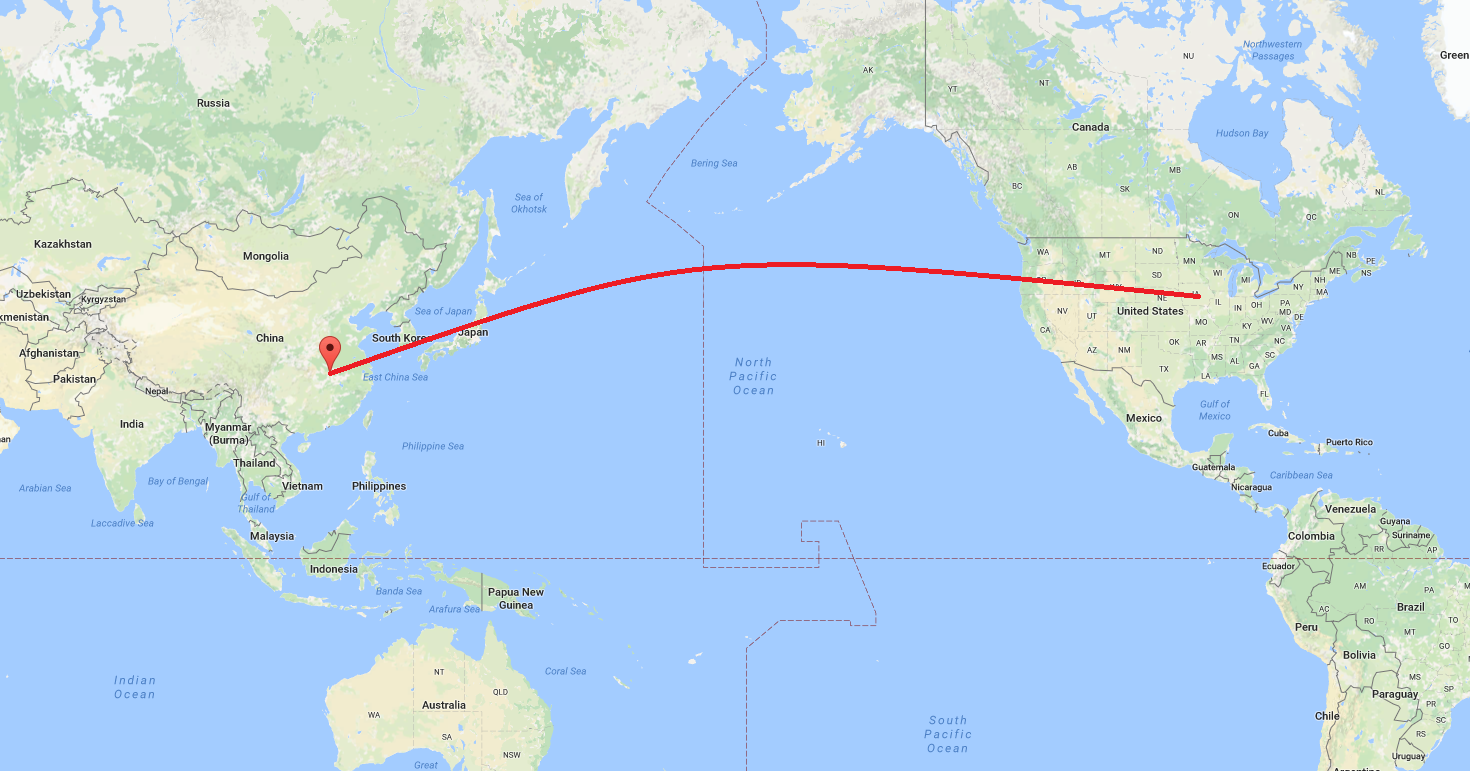 NU
Northwestern
Passages
Green
AK
NT
YT
Russia
Canada
Hudson Bay
Bering Sea
AB
MB
SK
BC
NL
Sea of
Okhotsk
ON
QC
Kazakhstan
Mongolia
WA
MT
ND
MN
NB
PE
ME
NS
SD
WI
MI
NH
NY
MA
Uzbekistan
Kyrgyzstan
kmenistan
NE
IL
IN
OH
PA
MD
DE
NV
UT
United States
Sea of Japan
China
South Kore
Japan
CA
MO
KY
WV
VA
Afghanistan
OK
AR
TN
NC
AZ
NM
MS
AL
SC
GA
Pakistan
East China Sea
North
Pacific
Ocean
TX
LA
Nepal
FL
India
Gulf of
Mexico
Mexico
Myanmar
(Burma)
Cuba
Puerto Rico
an
HI
Philippine Sea
Thailand
Guatemala
Caribbean Sea
Arabian Sea
Bay of Bengal
Vietnam
Philippines
Nicaragua
Gulf of
Thailand
Laccadive Sea
Venezuela
Guyana
Malaysia
Colombia
Suriname
RR
AP
Indonesia
Ecuador
Banda Sea
Papua New
Guinea
AM
PA
Arafura Sea
AC
Brazil
RO
TO
Peru
MT
GO
Bolivia
NT
Coral Sea
Indian
Ocean
QLD
MS
SP
Paraguay
PR
Australia
WA
South
Pacific
Ocean
Chile
SC
SA
RS
NSW
Uruguay
Great
Argentina